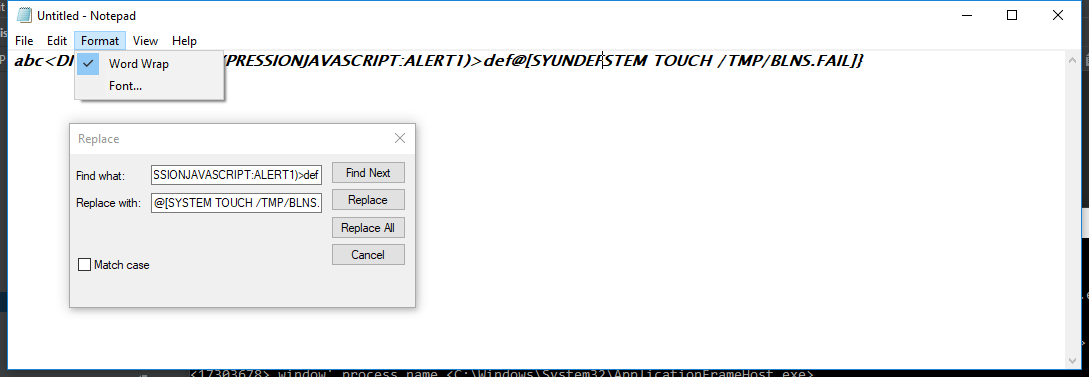 Untitled - Notepad
File Edit Format View Help
abc<DI PRESSIONJAVASCRIPT:ALERT1)>def@[SYUNDEFSTEM TOUCH /TMP/BLNS.FAIL]}
Word Wrap
Font...
Replace
Find what: SSIONJAVASCRIPT:ALERT1)>def Find Next
Replace with: @[SYSTEM TOUCH /TMP/BLNS. Replace
Replace All
Match case
Cancel
<17303678> window' process name <C:\Windows\System32\ApplicationFrameHost.exe>